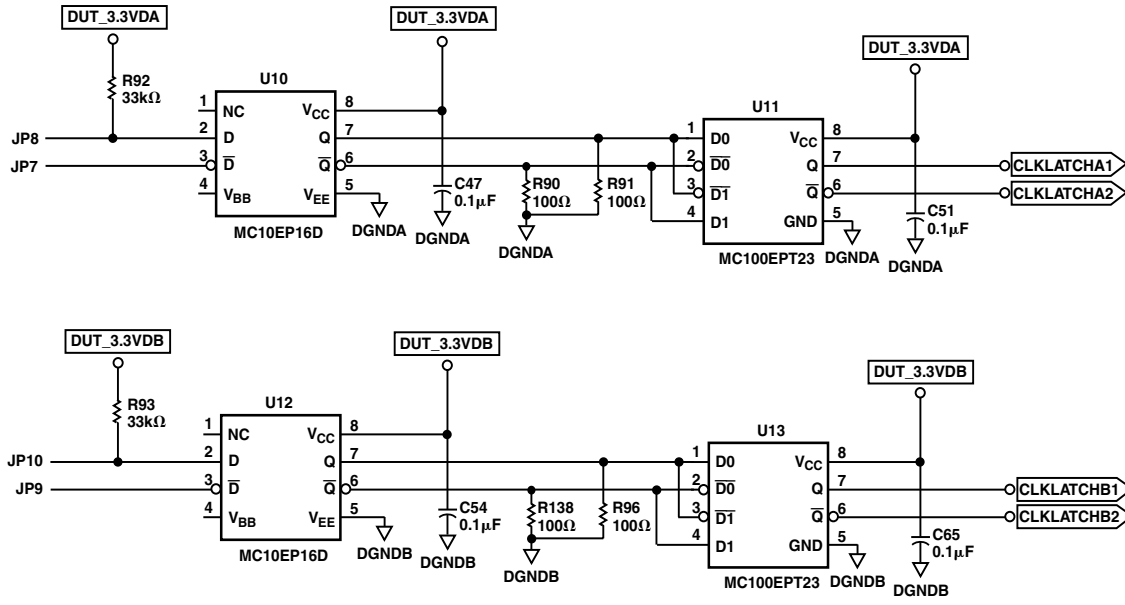 DUT_3.3VDA
DUT_3.3VDA
DUT_3.3VDA
R92
33kΩ
U10
U11
1 NC VCC 8
JP8 2 D Q 7
JP7 3 D Q 6
4 VBB VEE 5
MC10EP16D
DGNDA
C47
0.1µF
DGNDA
R90
100Ω
R91
100Ω
DGNDA
1 D0 VCC 8
2 D0 Q 7 CLKLATCHA1
3 D1 Q 6 CLKLATCHA2
4 D1 GND 5
MC100EPT23
DGNDA
C51
0.1µF
DGNDA
DUT_3.3VDB
DUT_3.3VDB
DUT_3.3VDB
R93
33kΩ
U12
U13
1 NC VCC 8
JP10 2 D Q 7
JP9 3 D Q 6
4 VBB VEE 5
MC10EP16D
DGNDB
C54
0.1µF
DGNDB
R138
100Ω
R96
100Ω
DGNDB
1 D0 VCC 8
2 D0 Q 7 CLKLATCHB1
3 D1 Q 6 CLKLATCHB2
4 D1 GND 5
MC100EPT23
DGNDB
C65
0.1µF
DGNDB